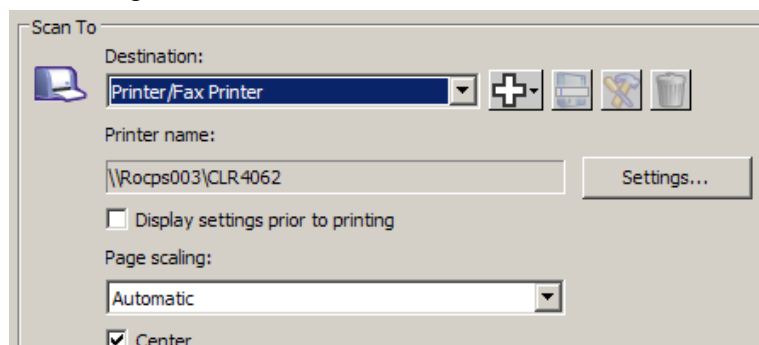 Scan To
Destination:
Printer/Fax Printer
Printer name:
\\Rocps003\CLR4062
Settings...
Display settings prior to printing
Page scaling:
Automatic
Center